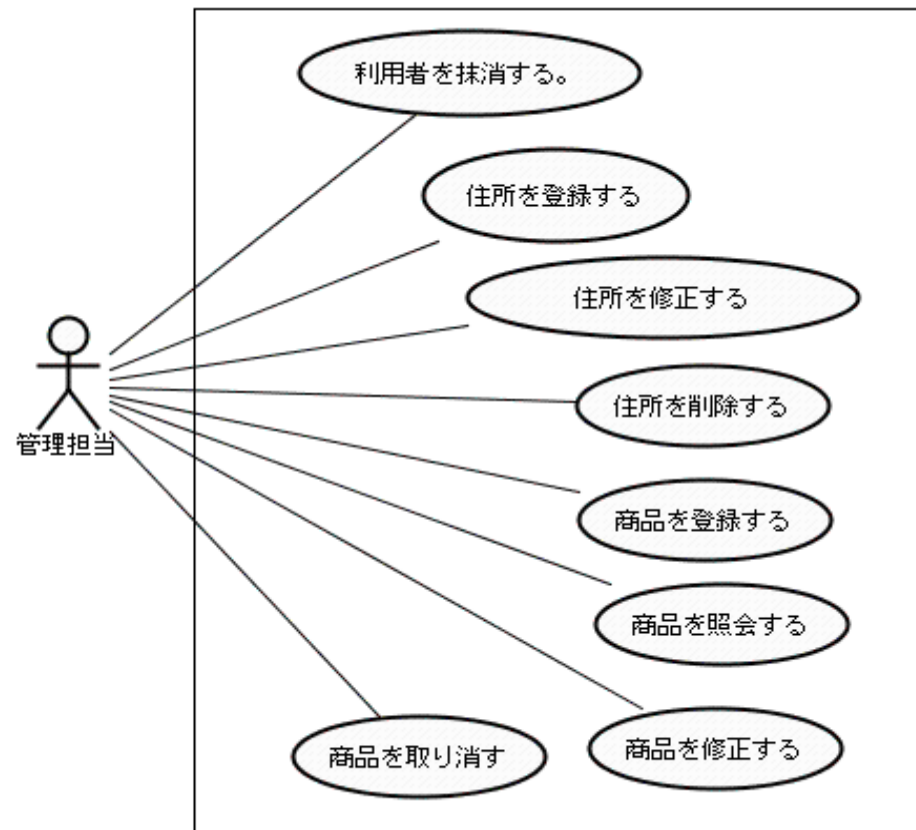 利用者を抹消する。
住所を登録する
住所を修正する
住所を削除する
管理担当
商品を登録する
商品を照会する
商品を修正する
商品を取り消す